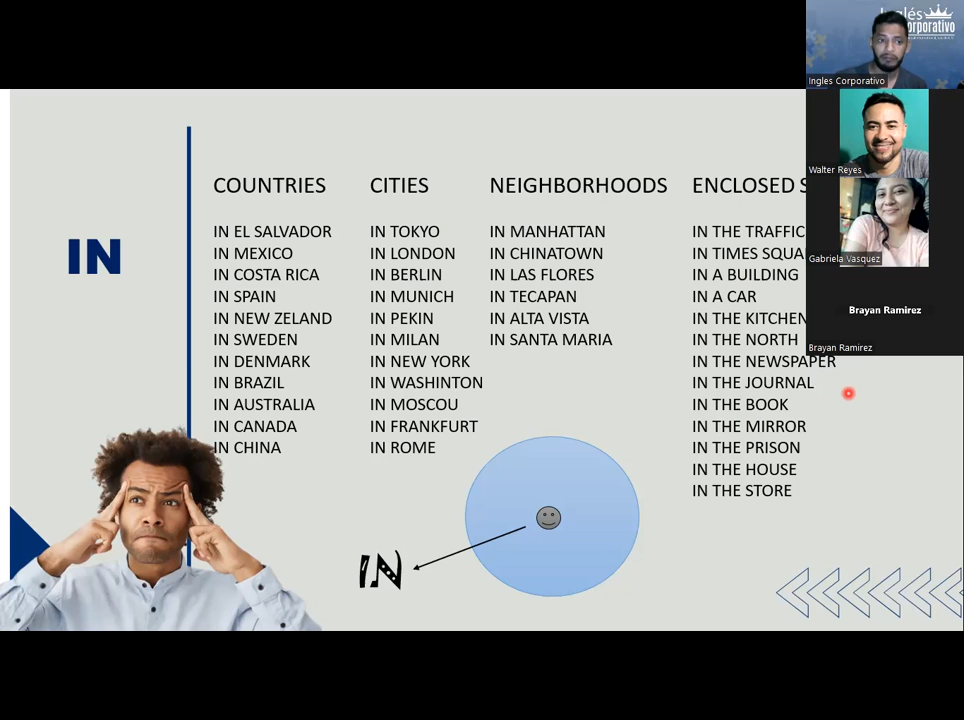 Inglés
Corporativo
Ingles Corporativo
Walter Reyes
Gabriela Vasquez
Brayan Ramirez
Brayan Ramirez
IN
COUNTRIES
IN EL SALVADOR
IN MEXICO
IN COSTA RICA
IN SPAIN
IN NEW ZELAND
IN SWEDEN
IN DENMARK
IN BRAZIL
IN AUSTRALIA
IN CANADA
IN CHINA
CITIES
IN TOKYO
IN LONDON
IN BERLIN
IN MUNICH
IN PEKIN
IN MILAN
IN NEW YORK
IN WASHINTON
IN MOSCOU
IN FRANKFURT
IN ROME
NEIGHBORHOODS
IN MANHATTAN
IN CHINATOWN
IN LAS FLORES
IN TECAPAN
IN ALTA VISTA
IN SANTA MARIA
ENCLOSED S
IN THE TRAFFIC
IN TIMES SQUA
IN A BUILDING
IN A CAR
IN THE KITCHEN
IN THE NORTH
IN THE NEWSPAPER
IN THE JOURNAL
IN THE BOOK
IN THE MIRROR
IN THE PRISON
IN THE HOUSE
IN THE STORE
IN